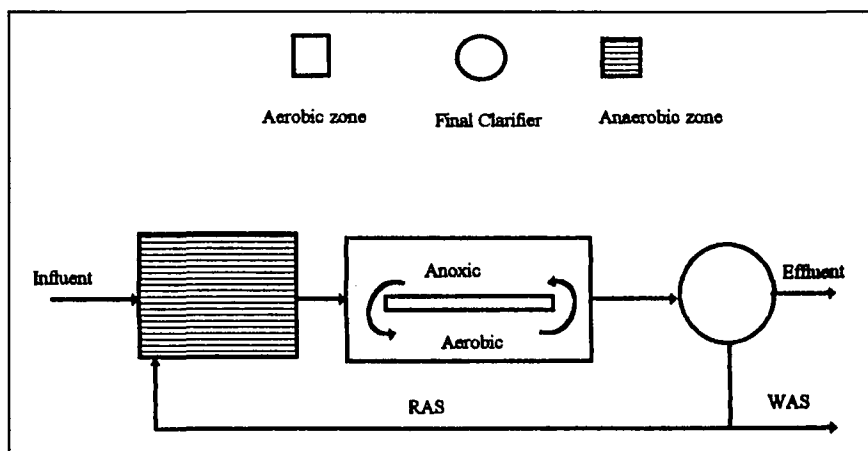 Aerobic zone
Final Clarifier
Anaerobic zone
Influent
Anoxic
Aerobic
Effluent
RAS
WAS